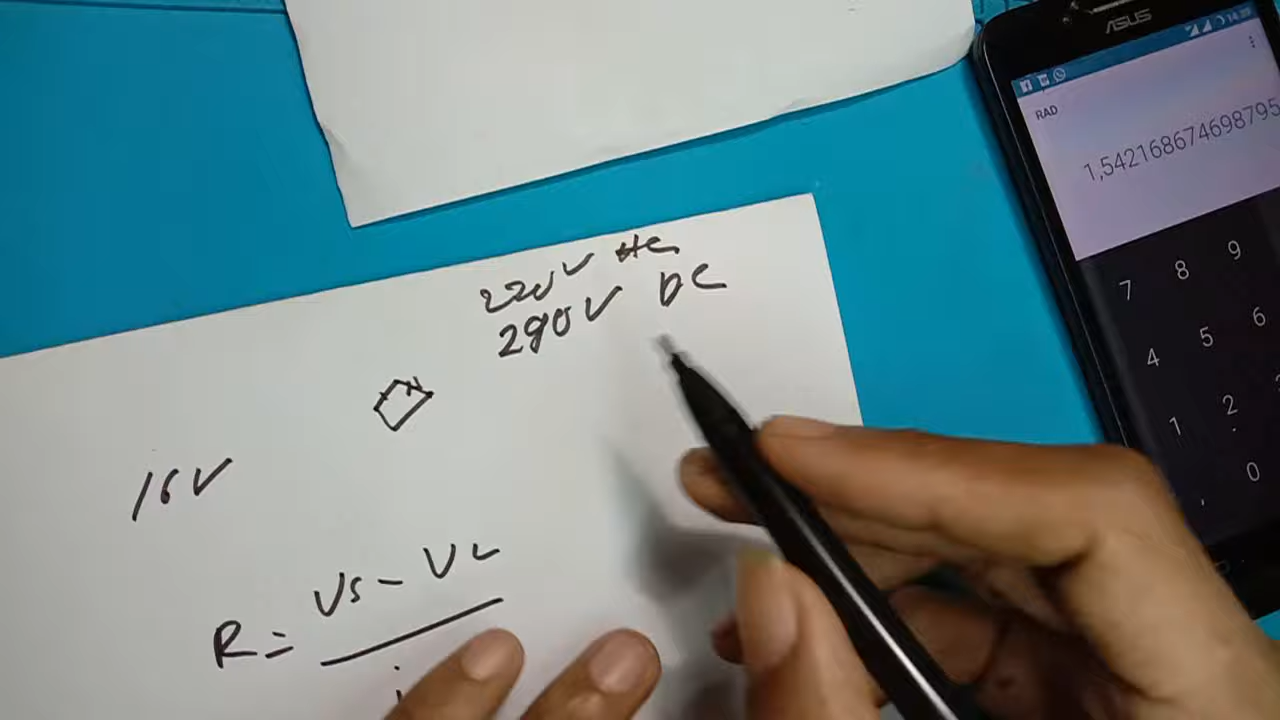 220V AC
290V DC
16V
R = Vs - VL
i
ASUS
RAD
1,542168674698795
7 8 9
4 5 6
1 2
, 0